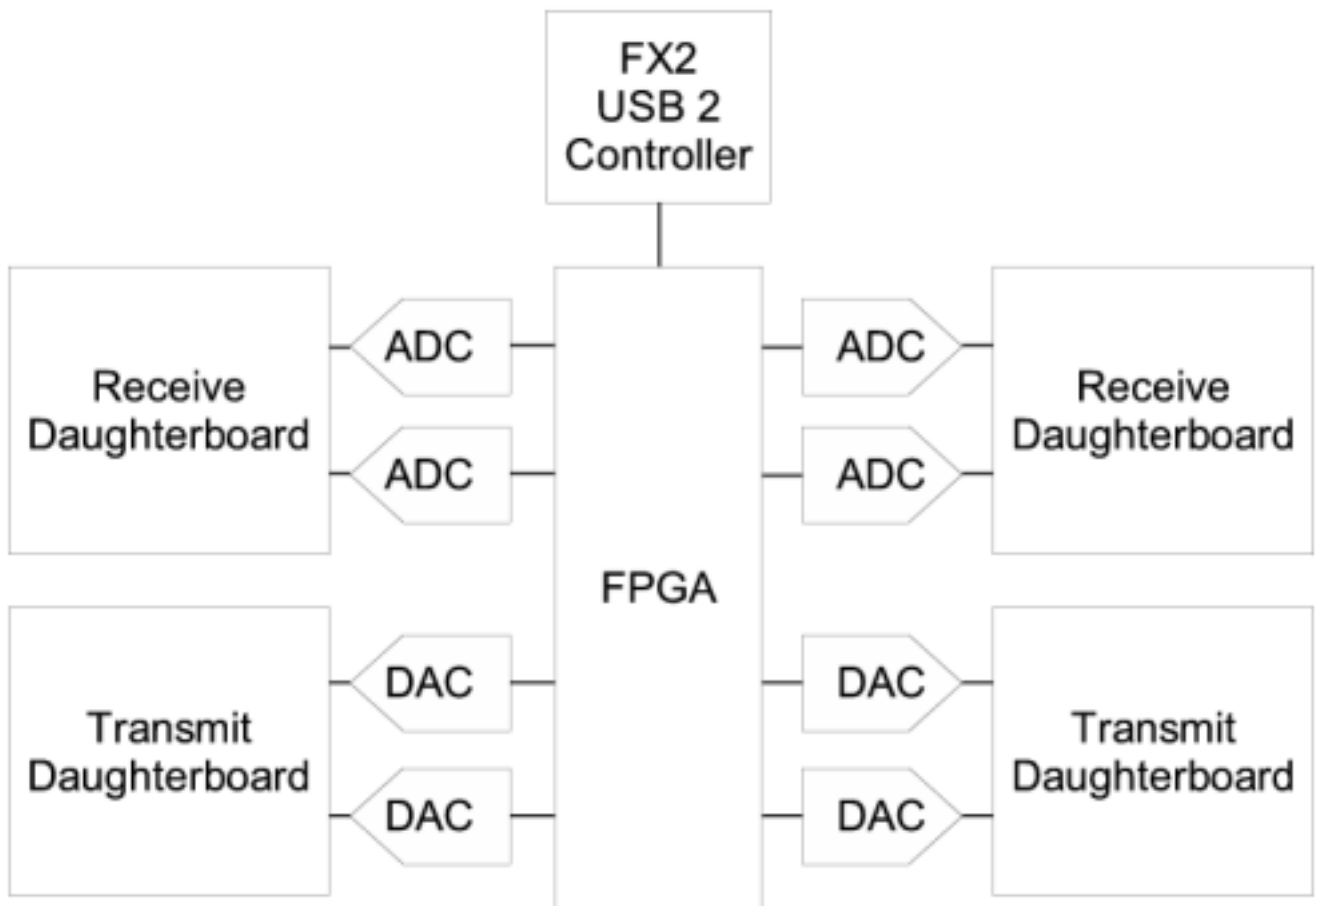 FX2
USB 2
Controller
ADC
ADC
Receive
Daughterboard
ADC
ADC
Receive
Daughterboard
FPGA
DAC
DAC
Transmit
Daughterboard
DAC
DAC
Transmit
Daughterboard